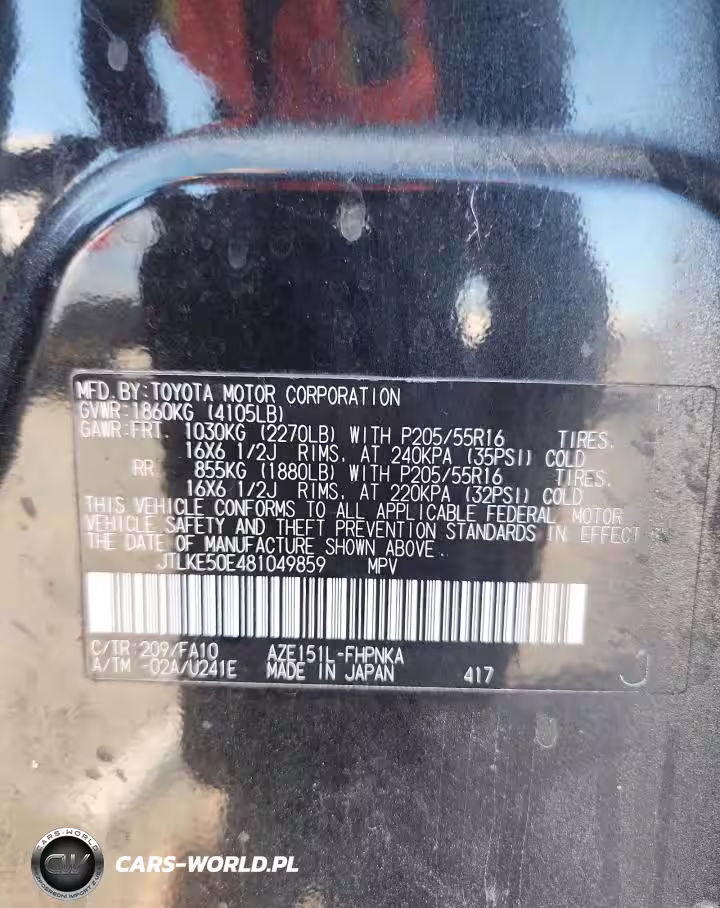 MFD.BY:TOYOTA MOTOR CORPORATION
GVWR:1860KG (4105LB)
GAWR:FRT. 1030KG (2270LB) WITH P205/55R16 TIRES.
16X6 1/2J RIMS, AT 240KPA (35PSI) COLD
RR. 855KG (1880LB) WITH P205/55R16 TIRES.
16X6 1/2J RIMS, AT 220KPA (32PSI) COLD
THIS VEHICLE CONFORMS TO ALL APPLICABLE FEDERAL MOTOR
VEHICLE SAFETY AND THEFT PREVENTION STANDARDS IN EFFECT
THE DATE OF MANUFACTURE SHOWN ABOVE.
JTLKE50E481049859 MPV
C/TR:209/FA10 AZE151L-FHPNKA
A/TM -02A/U241E MADE IN JAPAN 417 J
CARS-WORLD
CW
CARS-WORLD.PL